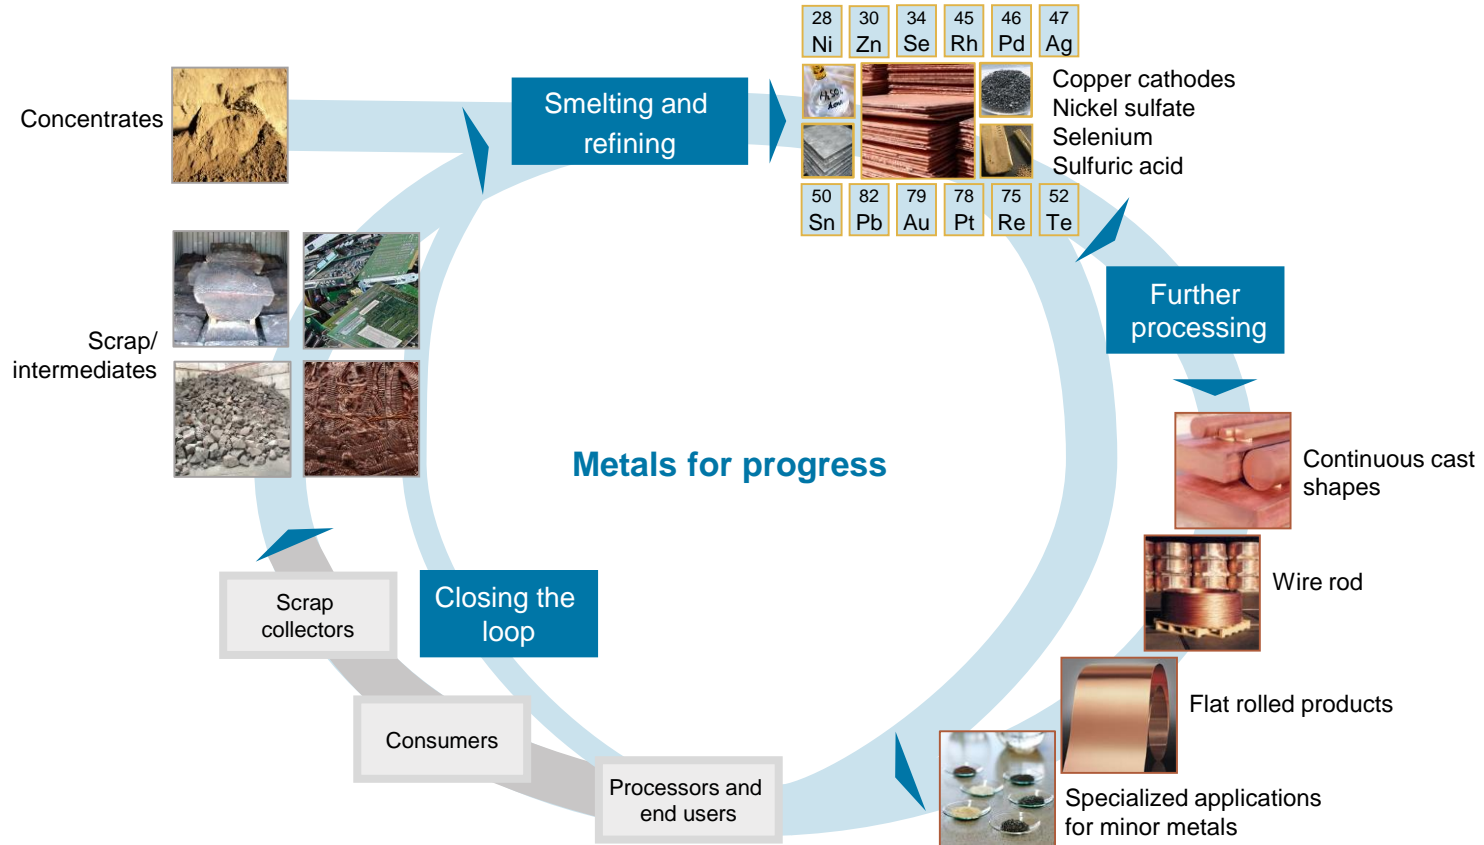 28 30 34 45 46 47
Ni Zn Se Rh Pd Ag
Concentrates
Smelting and
refining
H₂SO₄
Copper cathodes
Nickel sulfate
Selenium
Sulfuric acid
50 82 79 78 75 52
Sn Pb Au Pt Re Te
Further
processing
Scrap/
intermediates
Metals for progress
Continuous cast
shapes
Wire rod
Closing the
loop
Scrap
collectors
Flat rolled products
Consumers
Processors and
end users
Specialized applications
for minor metals